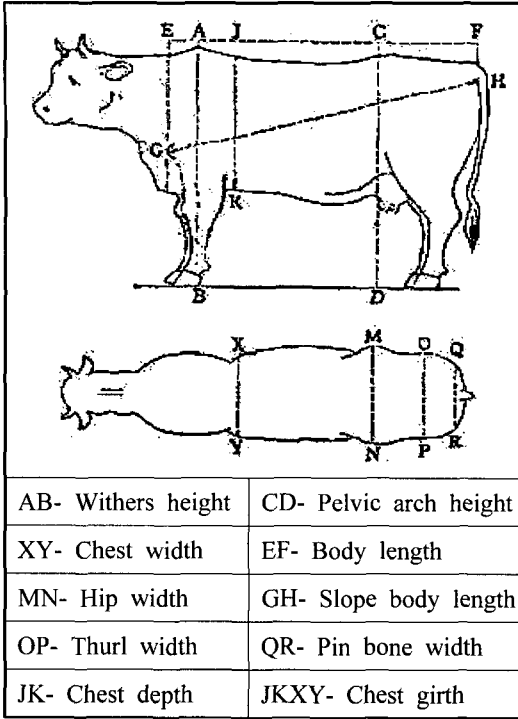 E A J C F
H
G
K
B D
X M O Q
Y N P R
AB- Withers height CD- Pelvic arch height
XY- Chest width EF- Body length
MN- Hip width GH- Slope body length
OP- Thurl width QR- Pin bone width
JK- Chest depth JKXY- Chest girth